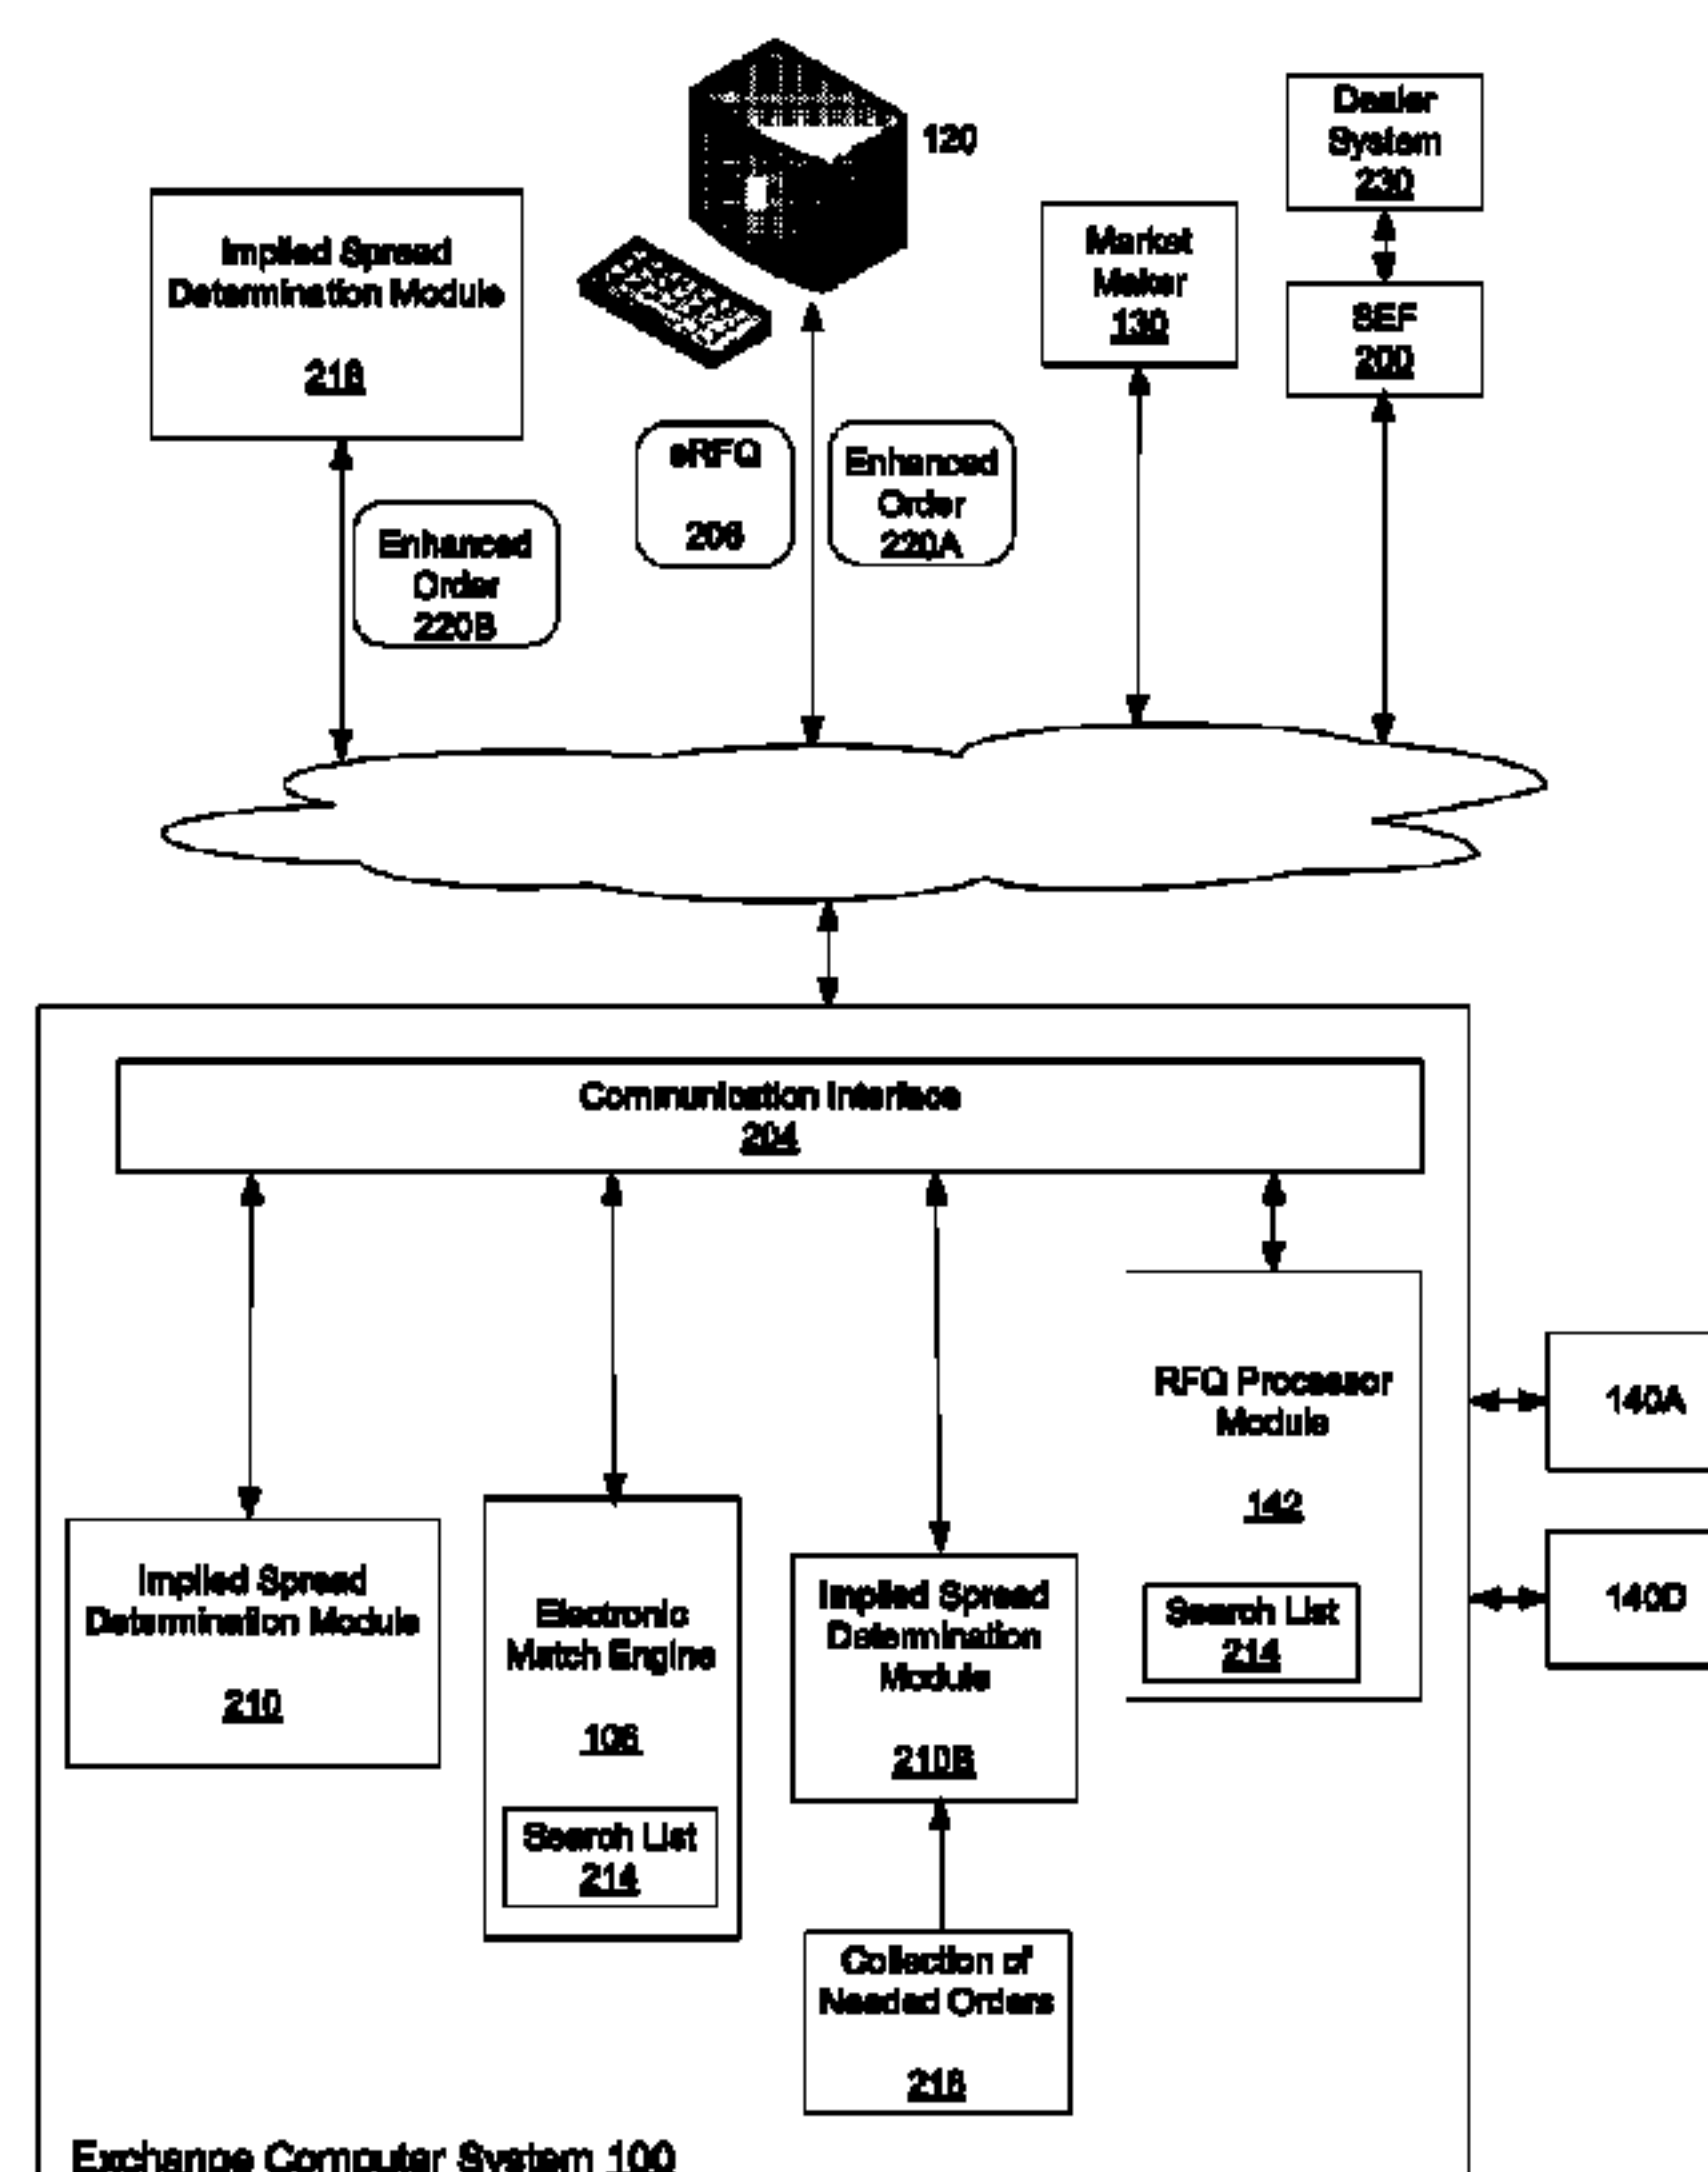 120
Dealer
System
230
Implied Spread
Determination Module
218
Market
Maker
130
SEF
200
eRFQ
206
Enhanced
Order
220A
Enhanced
Order
220B
Communication Interface
204
RFQ Processor
Module
142
Search List
214
140A
140D
Implied Spread
Determination Module
210
Electronic
Match Engine
106
Search List
214
Implied Spread
Determination
Module
210B
Collection of
Needed Orders
216
Exchange Computer System 100